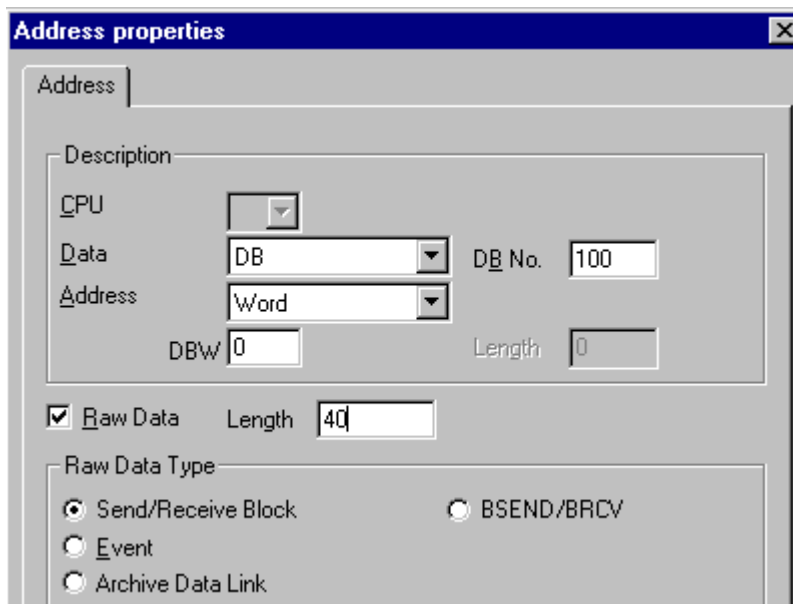 Address properties
Address
Description
CPU
Data DB DB No. 100
Address Word
DBW 0 Length 0
Raw Data Length 40
Raw Data Type
Send/Receive Block BSEND/BRCV
Event
Archive Data Link